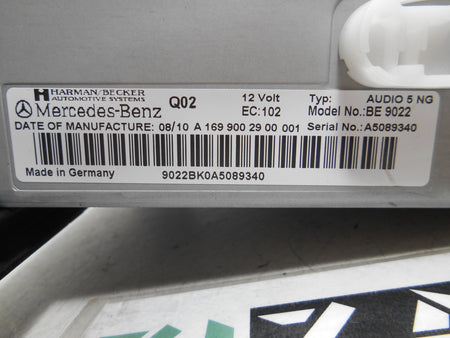 HARMAN/BECKER
AUTOMOTIVE SYSTEMS
Mercedes-Benz Q02 12 Volt Typ: AUDIO 5 NG
EC:102 Model No.:BE 9022
DATE OF MANUFACTURE: 08/10 A 169 900 29 00 001 Serial No.:A5089340
Made in Germany 9022BK0A5089340